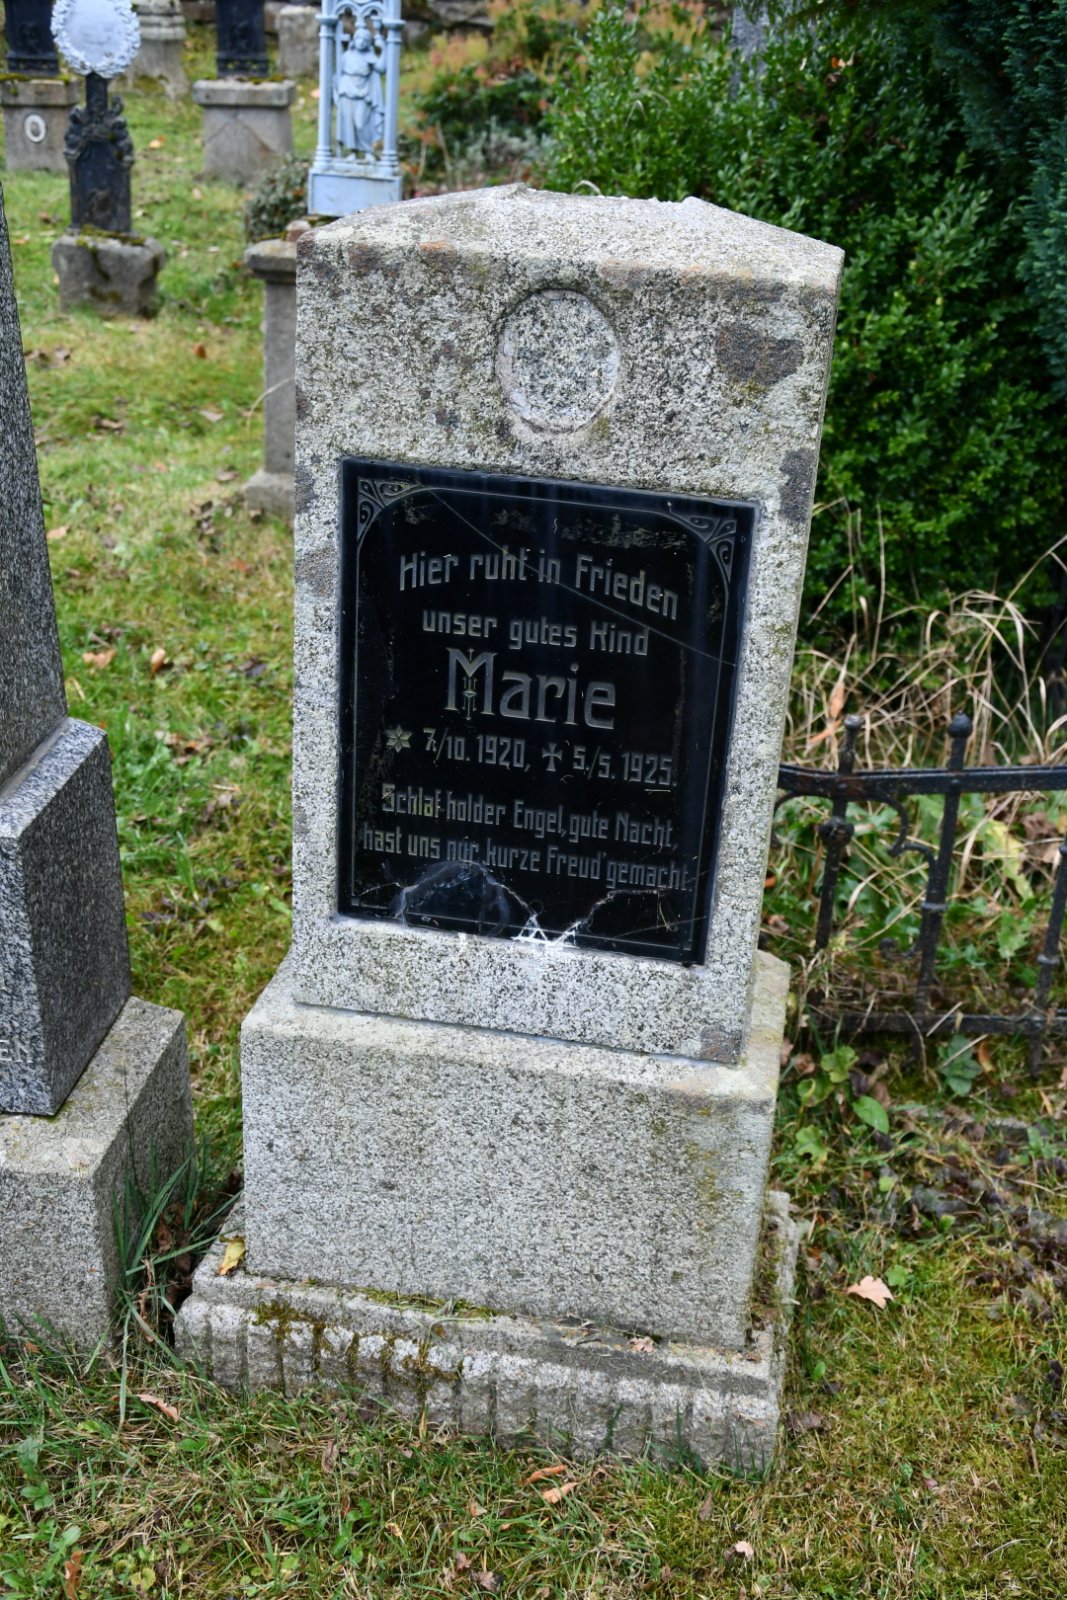 Hier ruht in Frieden
unser gutes Kind
Marie
* 7./10. 1920, ✠ 5./5. 1925.
Schlaf holder Engel, gute Nacht,
hast uns nur kurze Freud' gemacht.